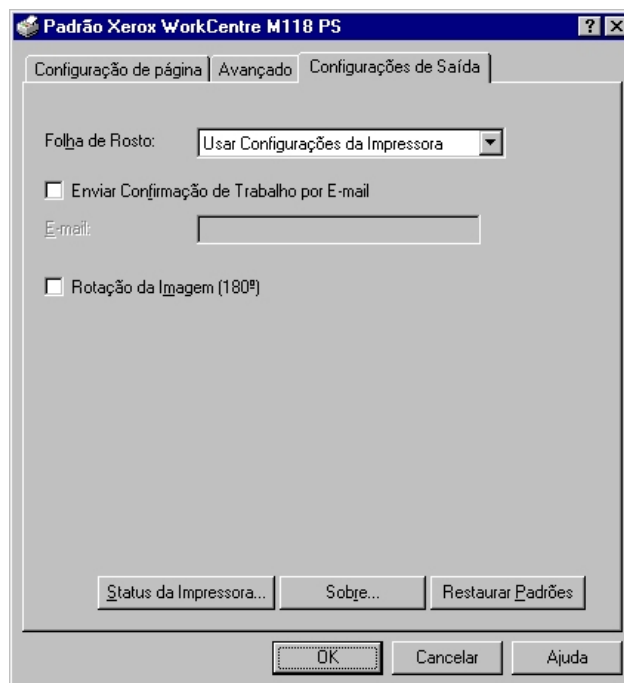 Padrão Xerox WorkCentre M118 PS
Configuração de página Avançado Configurações de Saída
Folha de Rosto: Usar Configurações da Impressora
Enviar Confirmação de Trabalho por E-mail
E-mail:
Rotação da Imagem (180º)
Status da Impressora... Sobre... Restaurar Padrões
OK Cancelar Ajuda